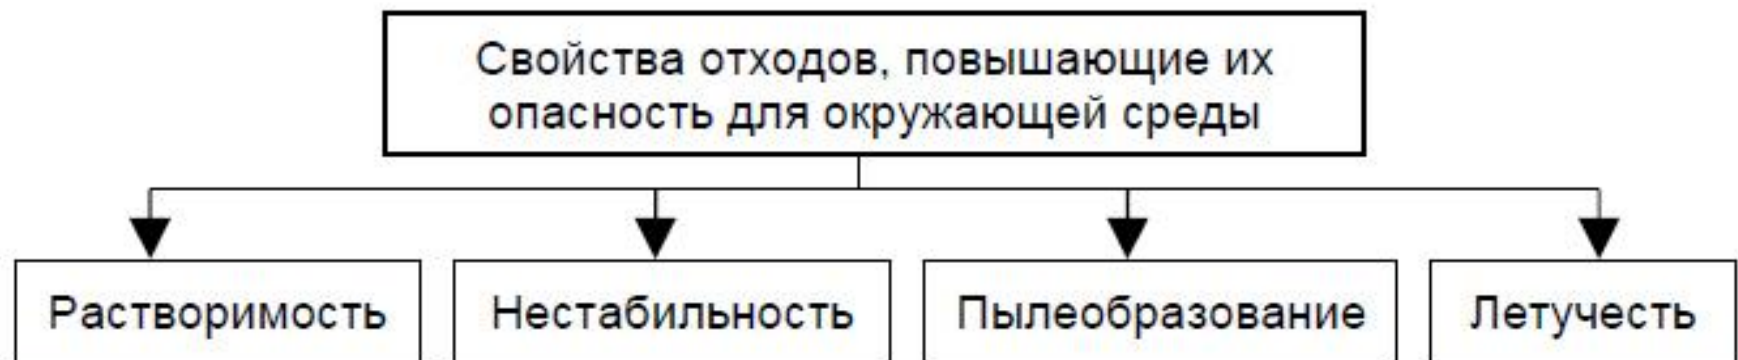 Свойства отходов, повышающие их
опасность для окружающей среды
Растворимость
Нестабильность
Пылеобразование
Летучесть